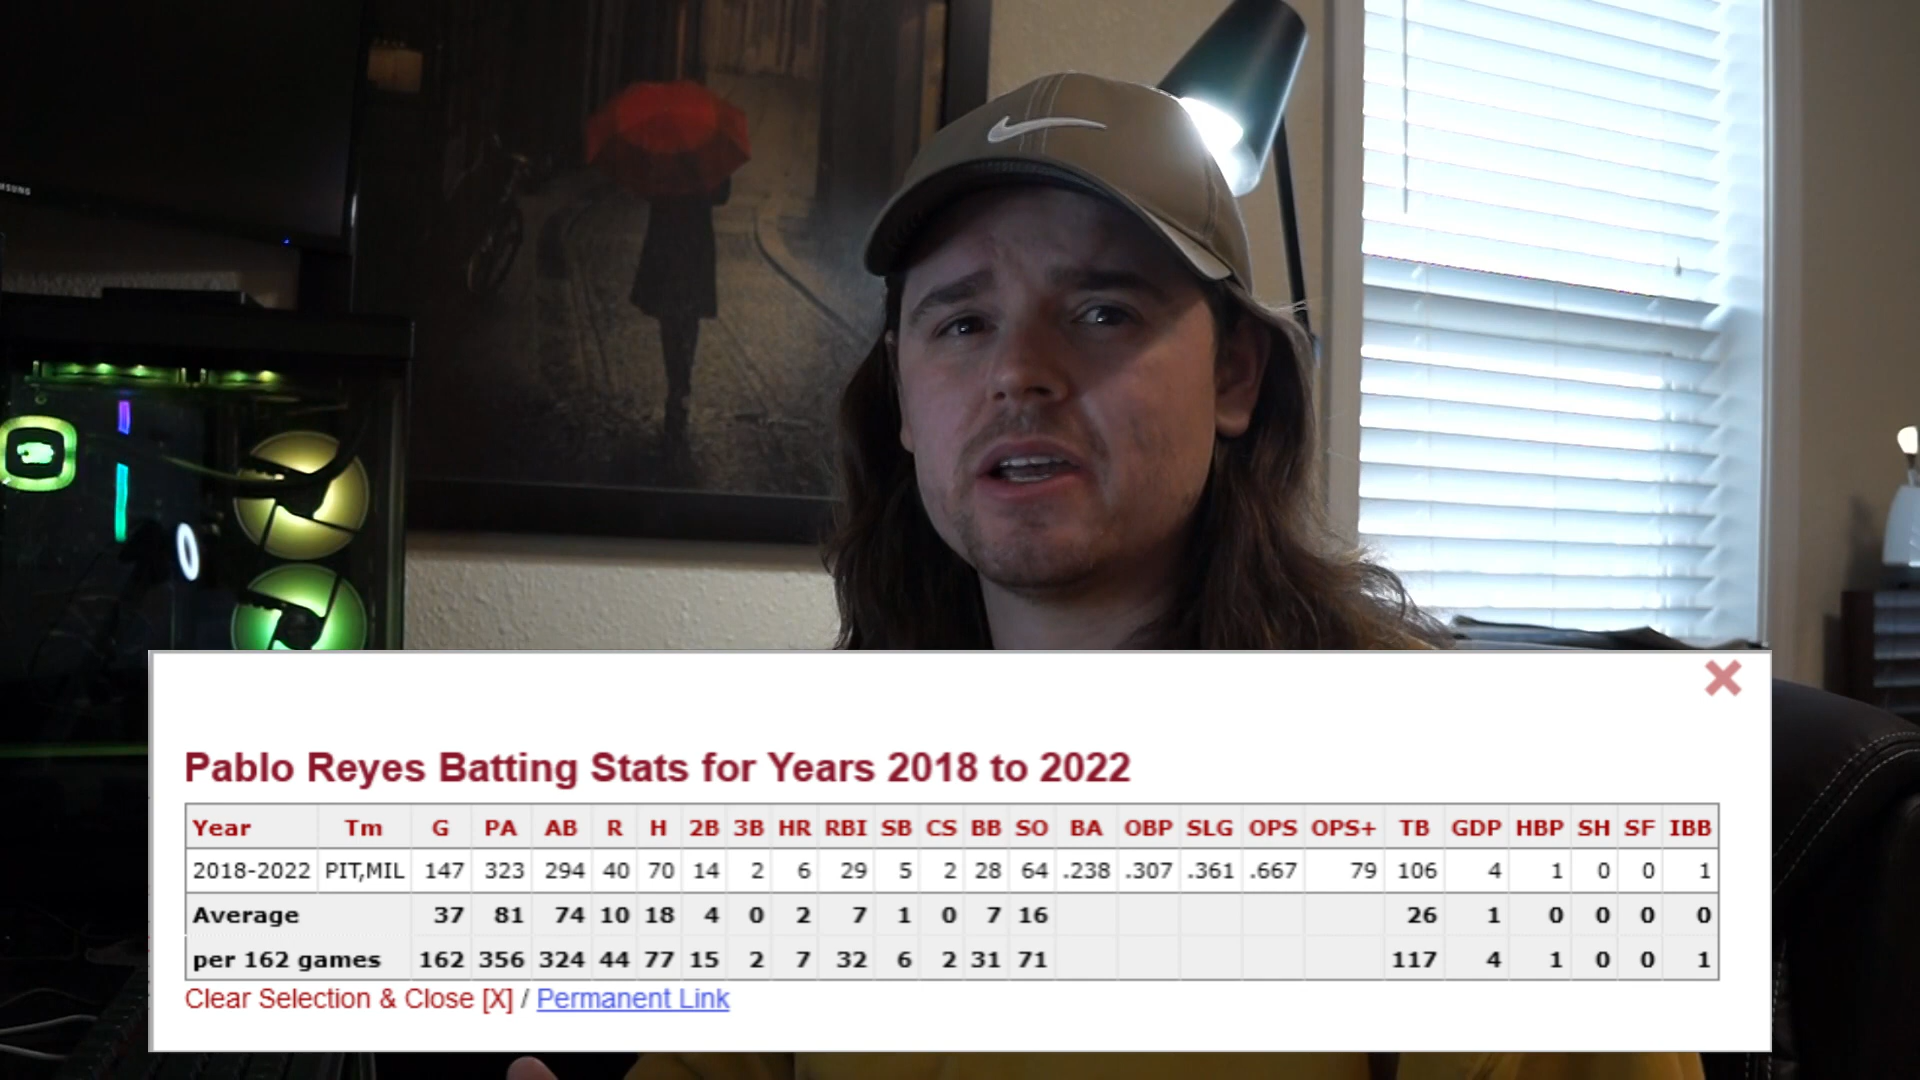 Pablo Reyes Batting Stats for Years 2018 to 2022
Year Tm G PA AB R H 2B 3B HR RBI SB CS BB SO BA OBP SLG OPS OPS+ TB GDP HBP SH SF IBB
2018-2022 PIT,MIL 147 323 294 40 70 14 2 6 29 5 2 28 64 .238 .307 .361 .667 79 106 4 1 0 0 1
Average 37 81 74 10 18 4 0 2 7 1 0 7 16 26 1 0 0 0 0
per 162 games 162 356 324 44 77 15 2 7 32 6 2 31 71 117 4 1 0 0 1
Clear Selection & Close [X] / Permanent Link